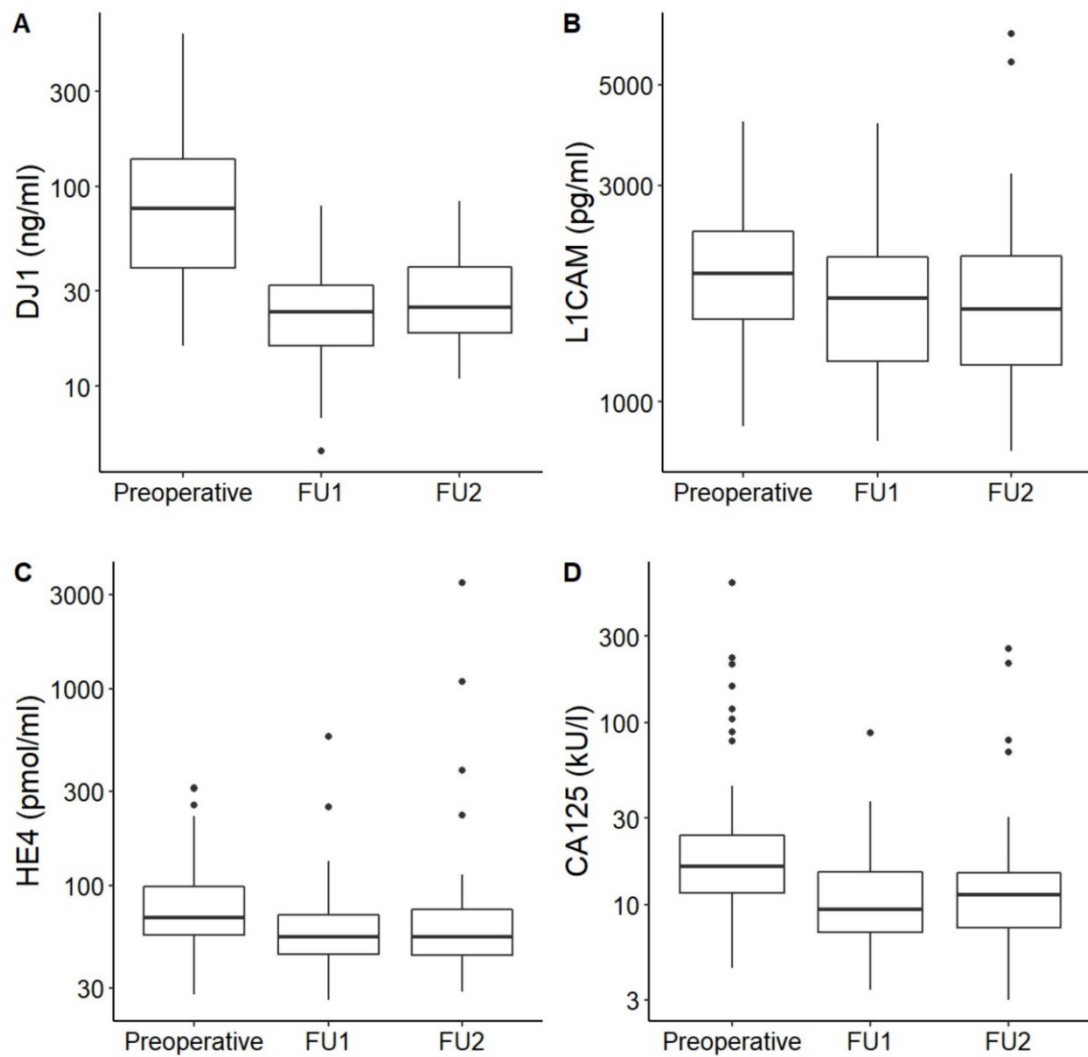 A
DJ1 (ng/ml)
300
100
30
10
Preoperative FU1 FU2
B
L1CAM (pg/ml)
5000
3000
1000
Preoperative FU1 FU2
C
HE4 (pmol/ml)
3000
1000
300
100
30
Preoperative FU1 FU2
D
CA125 (kU/l)
300
100
30
10
3
Preoperative FU1 FU2